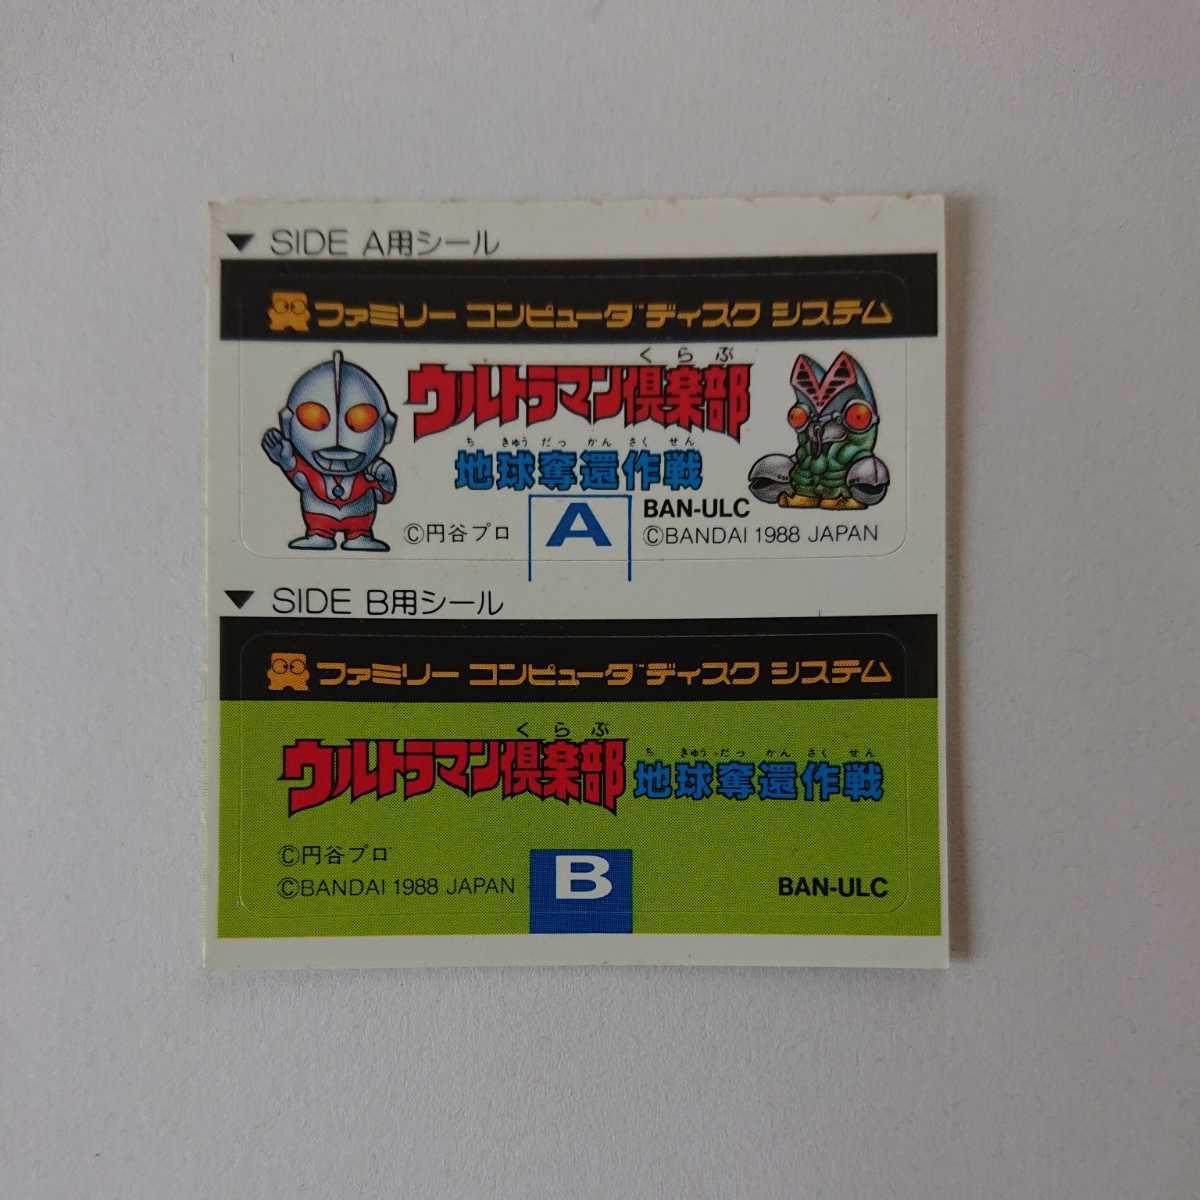 ▼ SIDE A用シール
ファミリー コンピュータ ディスク システム
くらぶ
ウルトラマン倶楽部
ちきゅうだっかんさくせん
地球奪還作戦
BAN-ULC
©円谷プロ
A
©BANDAI 1988 JAPAN
▼ SIDE B用シール
ファミリー コンピュータ ディスク システム
くらぶ
ウルトラマン倶楽部
ちきゅうだっかんさくせん
地球奪還作戦
©円谷プロ
©BANDAI 1988 JAPAN
B
BAN-ULC